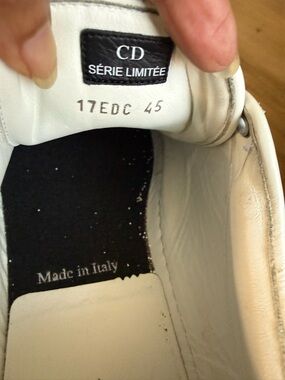 CD
SÉRIE LIMITÉE
17EDC 45
Made in Italy